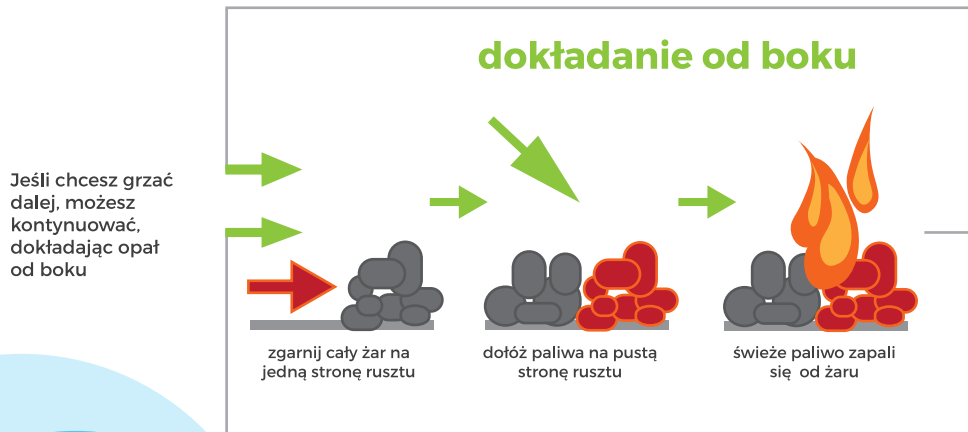 dokładanie od boku
Jeśli chcesz grzać
dalej, możesz
kontynuować,
dokładając opał
od boku
zgarnij cały żar na
jedną stronę rusztu
dołóż paliwa na pustą
stronę rusztu
świeże paliwo zapali
się od żaru